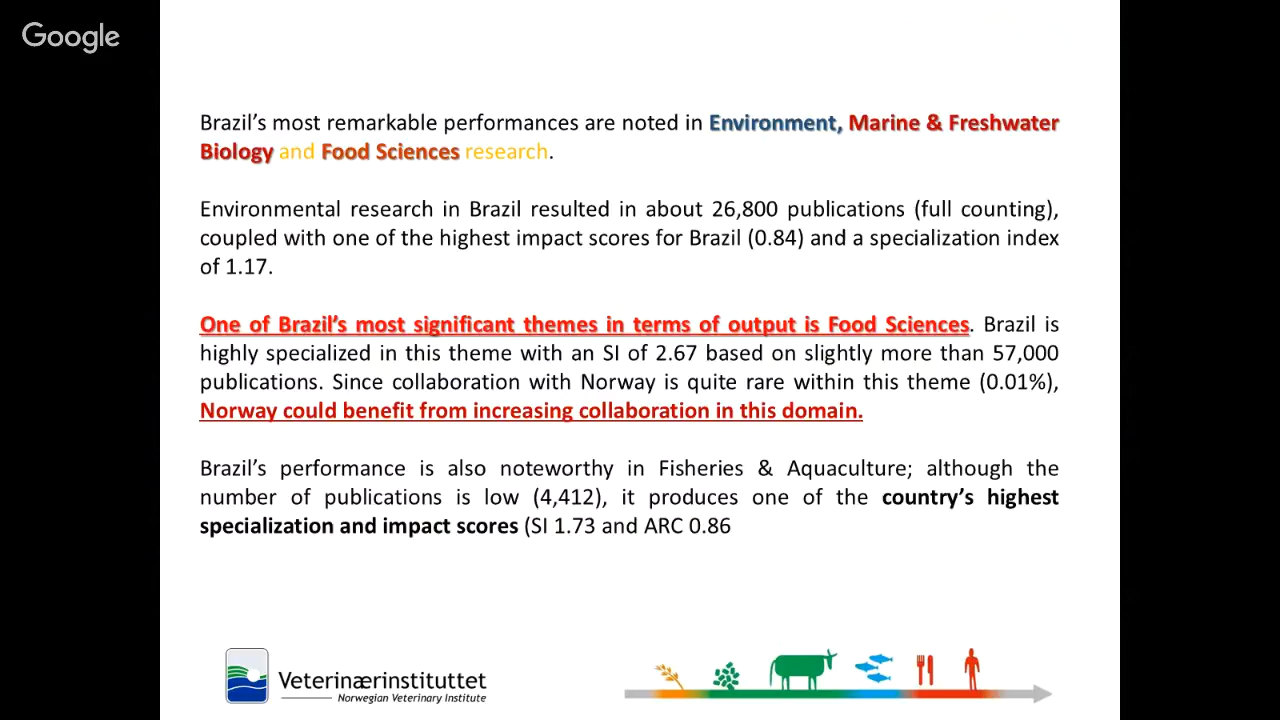 Google
Brazil’s most remarkable performances are noted in Environment, Marine & Freshwater
Biology and Food Sciences research.
Environmental research in Brazil resulted in about 26,800 publications (full counting),
coupled with one of the highest impact scores for Brazil (0.84) and a specialization index
of 1.17.
One of Brazil’s most significant themes in terms of output is Food Sciences. Brazil is
highly specialized in this theme with an SI of 2.67 based on slightly more than 57,000
publications. Since collaboration with Norway is quite rare within this theme (0.01%),
Norway could benefit from increasing collaboration in this domain.
Brazil’s performance is also noteworthy in Fisheries & Aquaculture; although the
number of publications is low (4,412), it produces one of the country’s highest
specialization and impact scores (SI 1.73 and ARC 0.86
Veterinærinstituttet
Norwegian Veterinary Institute